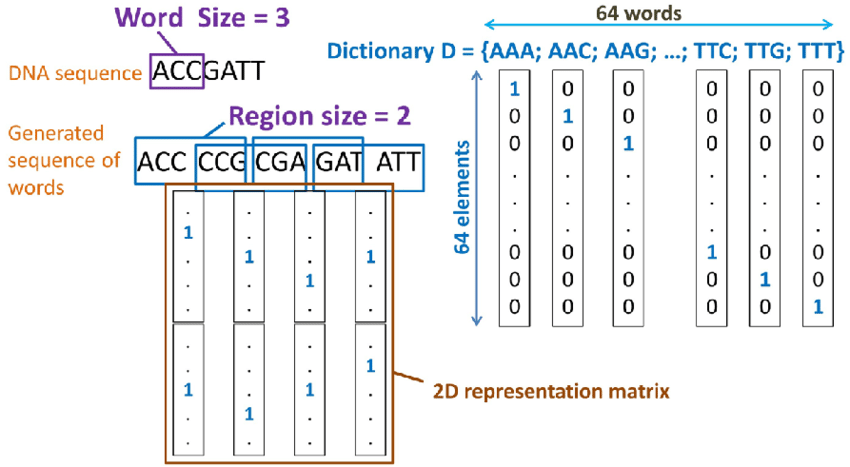 Word Size = 3
DNA sequence ACCGATT
Region size = 2
Generated
sequence of
words
ACC CCG CGA GAT ATT
. . . .
1 . . .
. 1 . 1
. . 1 .
. . . .
. . . .
. . . 1
1 . 1 .
. 1 . .
. . . .
2D representation matrix
64 words
Dictionary D = {AAA; AAC; AAG; ...; TTC; TTG; TTT}
64 elements
1 0 0 0 0 0
0 1 0 0 0 0
0 0 1 0 0 0
. . . . . .
. . . . . .
. . . . . .
0 0 0 1 0 0
0 0 0 0 1 0
0 0 0 0 0 1